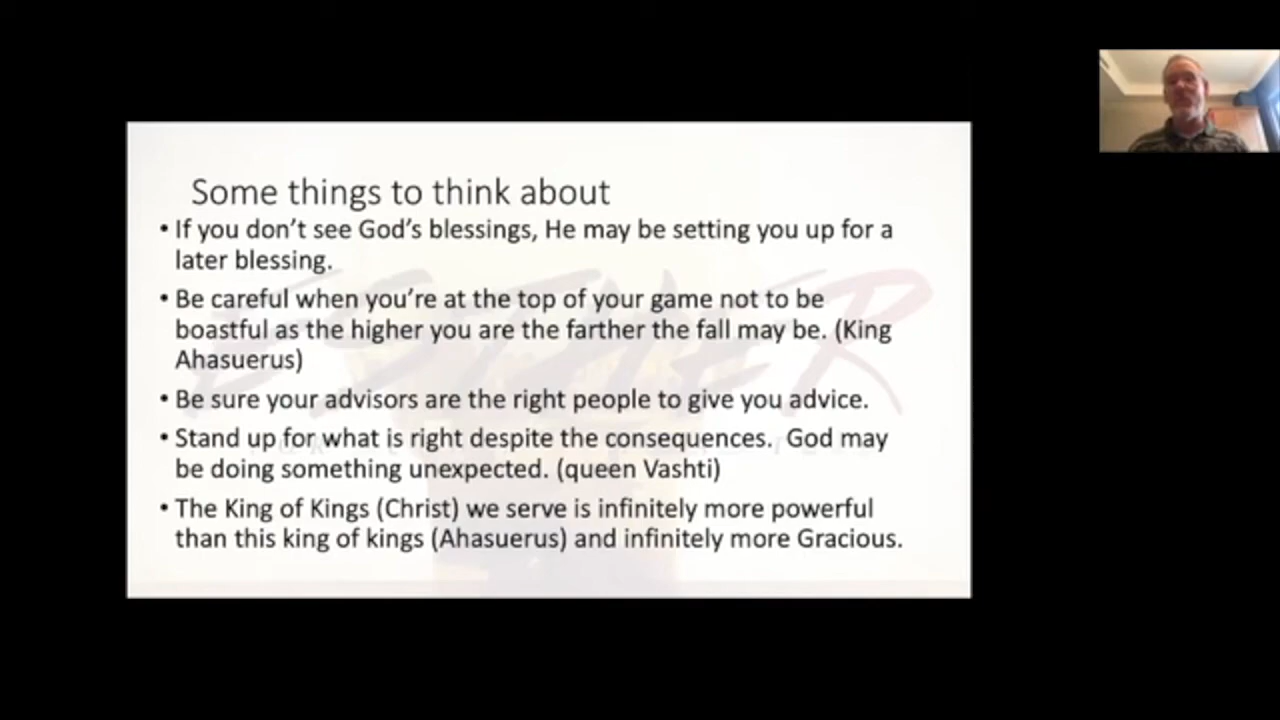 Some things to think about
• If you don't see God's blessings, He may be setting you up for a
later blessing.
• Be careful when you're at the top of your game not to be
boastful as the higher you are the farther the fall may be. (King
Ahasuerus)
• Be sure your advisors are the right people to give you advice.
• Stand up for what is right despite the consequences.  God may
be doing something unexpected. (queen Vashti)
• The King of Kings (Christ) we serve is infinitely more powerful
than this king of kings (Ahasuerus) and infinitely more Gracious.
ESTHER